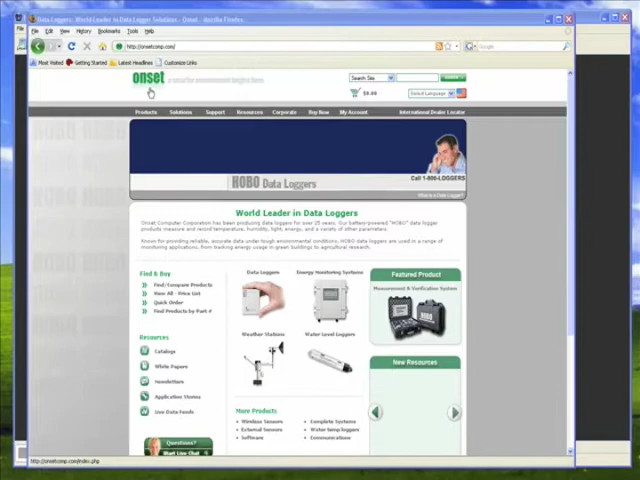 Data Loggers: World Leader in Data Logger Solutions - Onset - Mozilla Firefox
File Edit View History Bookmarks Tools Help
http://onsetcomp.com/
Google
Most Visited Getting Started Latest Headlines Customize Links
onset
Search Site
$0.00
Select Language
Products Solutions Support Resources Corporate Buy Now My Account International Dealer Locator
Call 1-800-LOGGERS
HOBO Data Loggers
What is a Data Logger?
World Leader in Data Loggers
Onset Computer Corporation has been producing data loggers for over 25 years. Our battery-powered HOBO data logger
products measure and record temperature, humidity, light, energy, and a variety of other parameters.
Known for providing reliable, accurate data under tough environmental conditions, HOBO data loggers are used in a range of
monitoring applications, from tracking energy usage in green buildings to agricultural research.
Find & Buy
Find/Compare Products
View All - Price List
Quick Order
Find Products by Part #
Resources
Catalogs
White Papers
Newsletters
Application Stories
Live Data Feeds
Questions?
Start Live Chat
Data Loggers
Energy Monitoring Systems
Weather Stations
Water Level Loggers
More Products
Wireless Sensors
External Sensors
Software
Complete Systems
Water temp loggers
Communications
Featured Product
Measurement & Verification System
HOBO
New Resources
http://onsetcomp.com/index.php